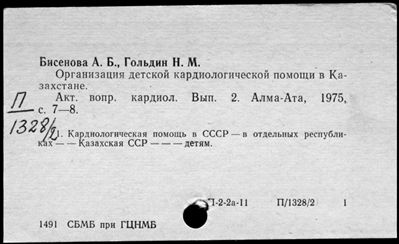 Бисенова А. Б., Гольдин Н. М.
Организация детской кардиологической помощи в Ка-
захстане.
Акт. вопр. кардиол. Вып. 2. Алма-Ата, 1975,
с. 7—8.
П
1328/2
1. Кардиологическая помощь в СССР — в отдельных республи-
ках — — Казахская ССР — — — детям.
П-2-2а-11 П/1328/2 1
1491 СБМБ при ГЦНМБ